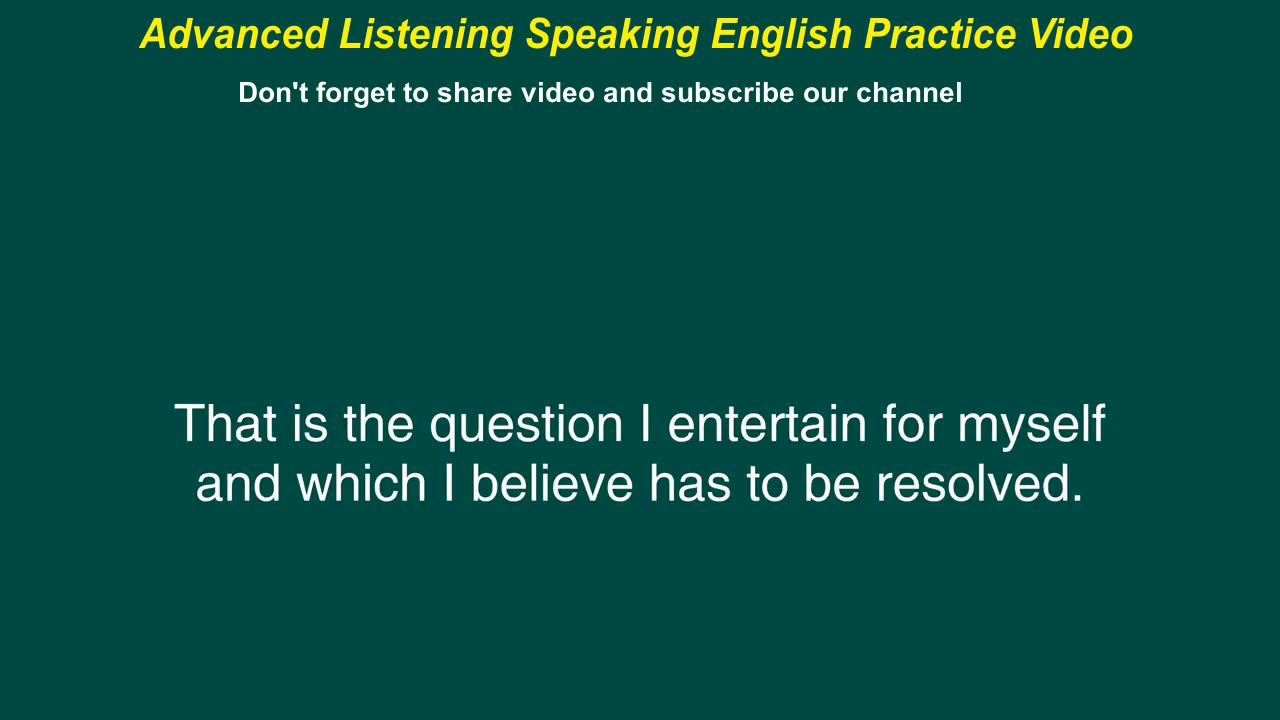 Advanced Listening Speaking English Practice Video
Don't forget to share video and subscribe our channel
That is the question I entertain for myself
and which I believe has to be resolved.